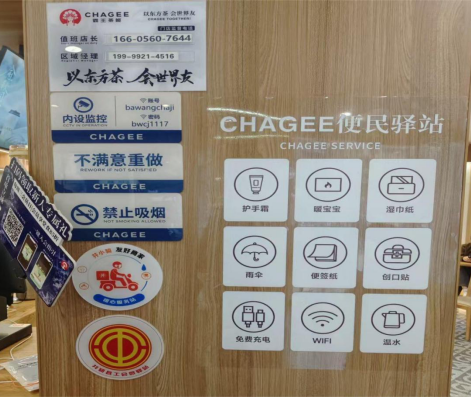 CHAGEE
霸王茶姬
以东方茶 会世界友
CHAGEE TOGETHER!
值班店长
166-0560-7644
区域经理
199-9921-4516
以东方茶 会世界友
内设监控
账号
bawangchaji
密码
bwcj1117
CHAGEE
不满意重做
REWORK IF NOT SATISFIED
CHAGEE
禁止吸烟
NOT SMOKING ALLOWED
CHAGEE
友好商家
CHAGEE便民驿站
CHAGEE SERVICE
护手霜
暖宝宝
湿巾纸
雨伞
便签纸
创口贴
免费充电
WIFI
温水